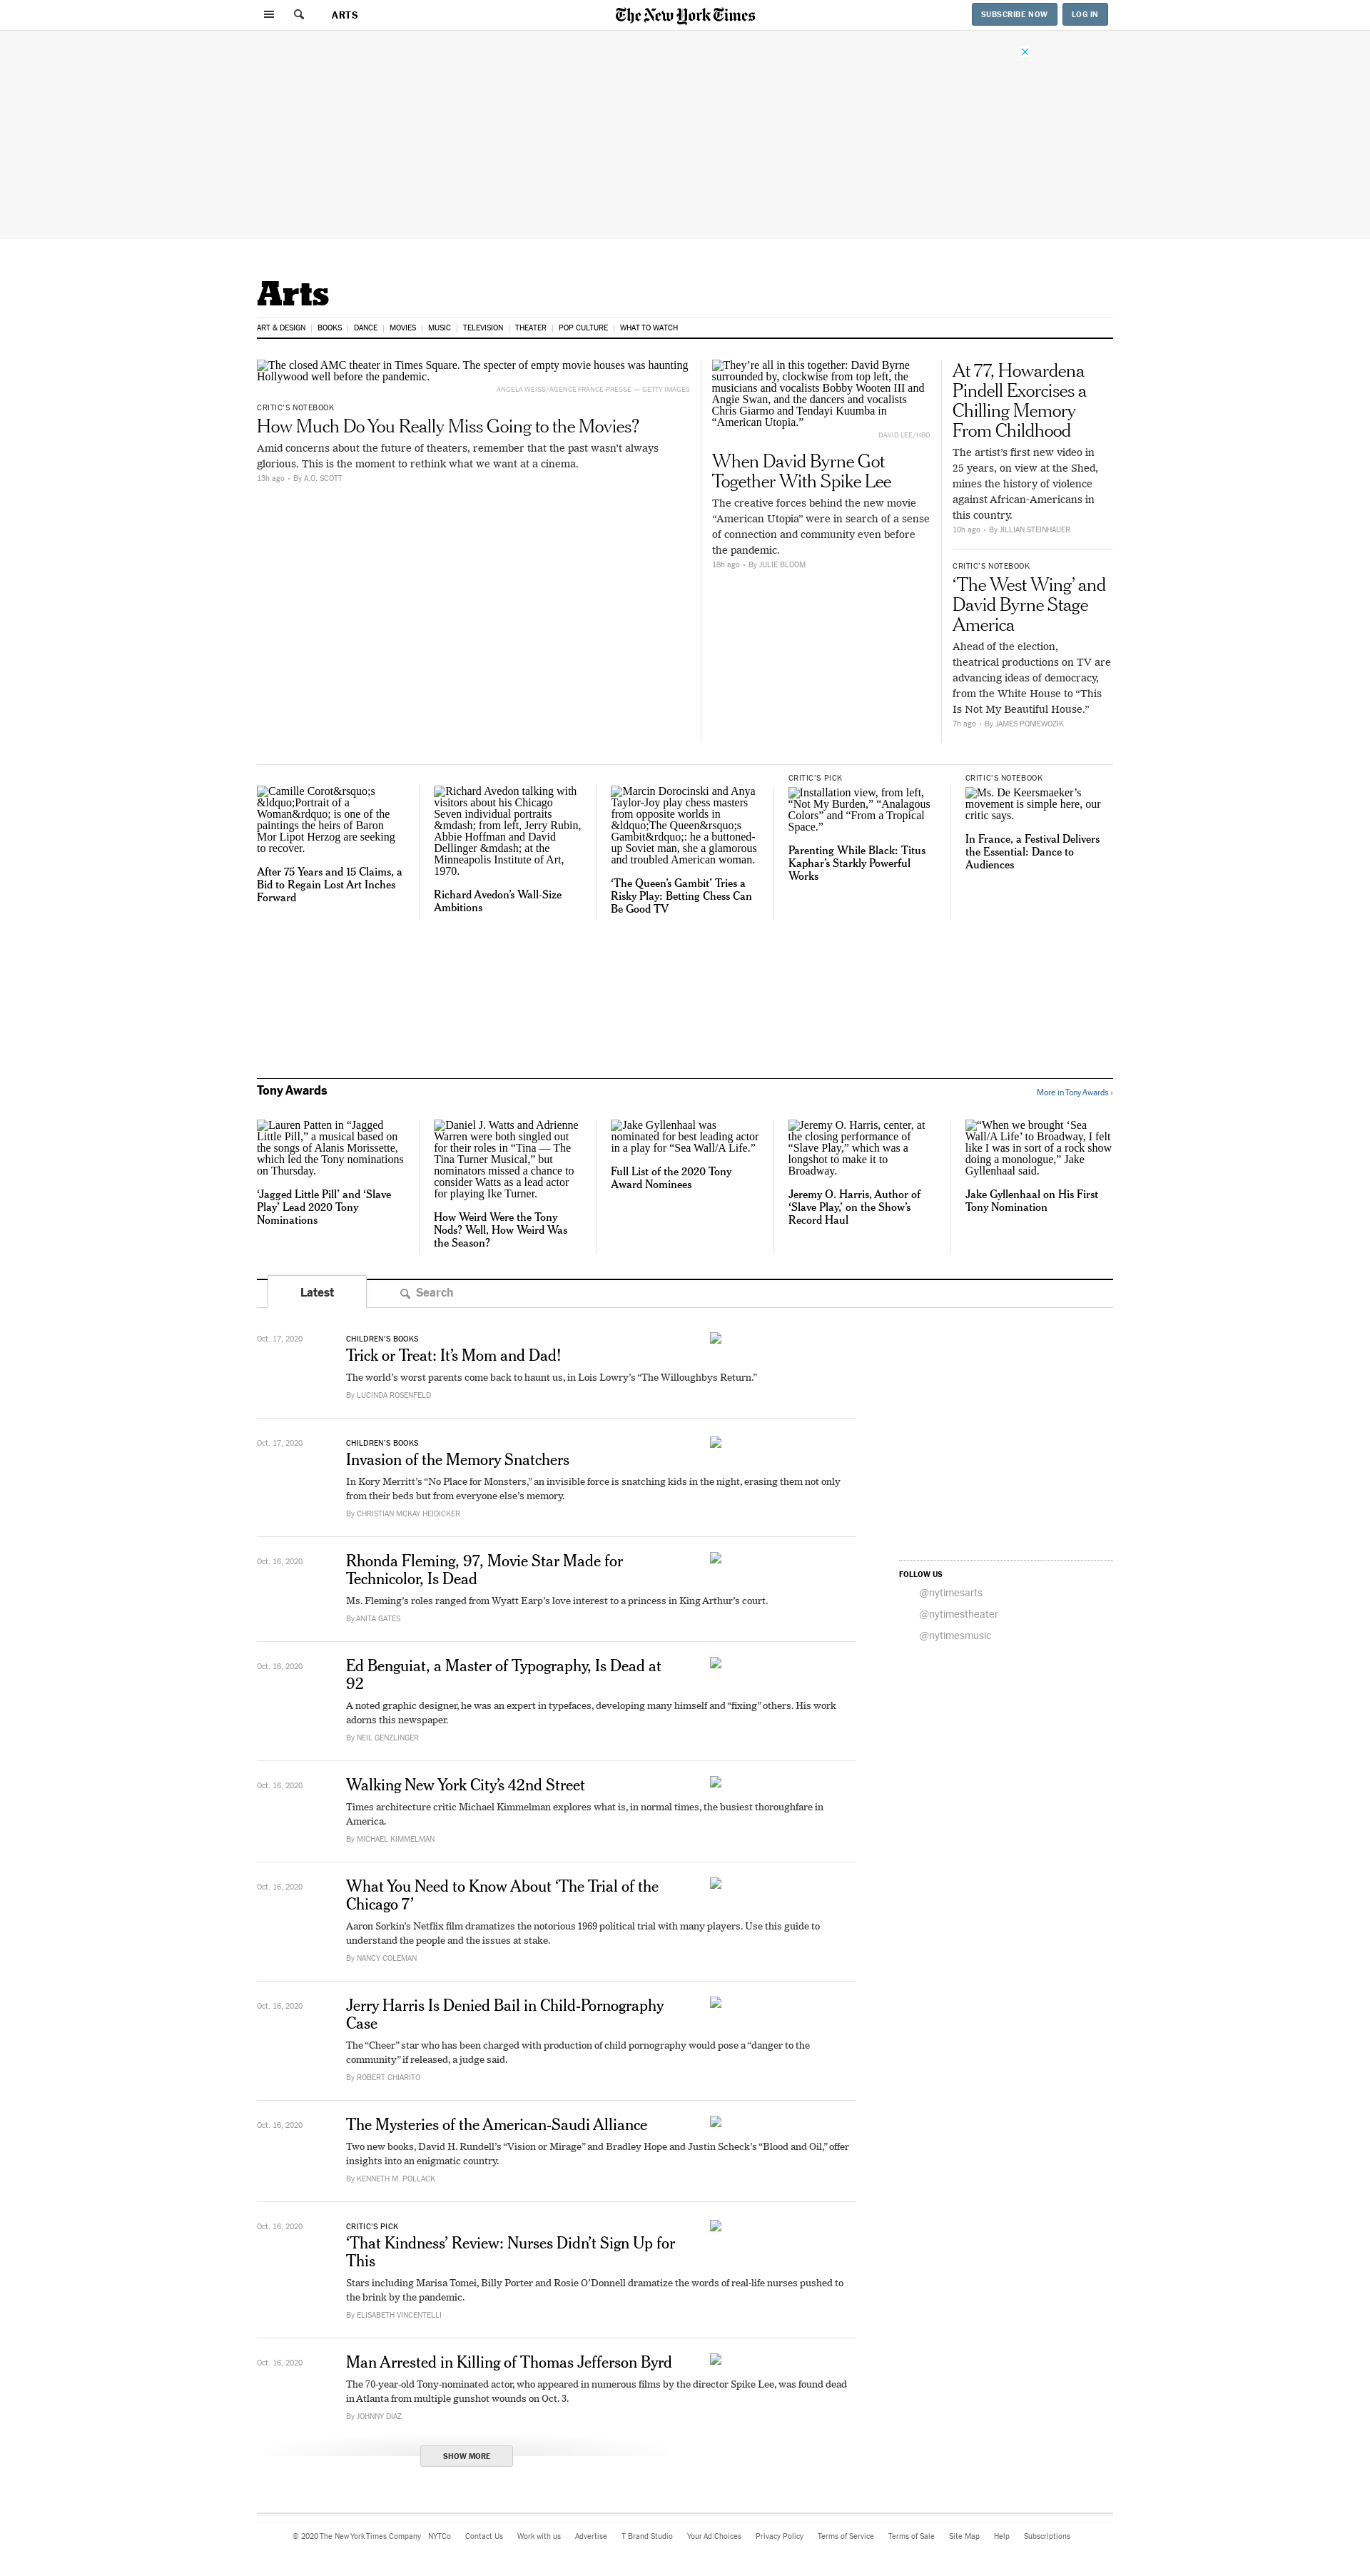 ARTS
The New York Times
SUBSCRIBE NOW
LOG IN
Arts
ART & DESIGN
BOOKS
DANCE
MOVIES
MUSIC
TELEVISION
THEATER
POP CULTURE
WHAT TO WATCH
The closed AMC theater in Times Square. The specter of empty movie houses was haunting
Hollywood well before the pandemic.
ANGELA WEISS/AGENCE FRANCE-PRESSE — GETTY IMAGES
CRITIC'S NOTEBOOK
How Much Do You Really Miss Going to the Movies?
Amid concerns about the future of theaters, remember that the past wasn't always
glorious. This is the moment to rethink what we want at a cinema.
13h ago • By A.O. SCOTT
They're all in this together: David Byrne
surrounded by, clockwise from top left, the
musicians and vocalists Bobby Wooten III and
Angie Swan, and the dancers and vocalists
Chris Giarmo and Tendayi Kuumba in
“American Utopia.”
DAVID LEE/HBO
When David Byrne Got
Together With Spike Lee
The creative forces behind the new movie
“American Utopia” were in search of a sense
of connection and community even before
the pandemic.
18h ago • By JULIE BLOOM
At 77, Howardena
Pindell Exorcises a
Chilling Memory
From Childhood
The artist's first new video in
25 years, on view at the Shed,
mines the history of violence
against African-Americans in
this country.
10h ago • By JILLIAN STEINHAUER
CRITIC'S NOTEBOOK
‘The West Wing’ and
David Byrne Stage
America
Ahead of the election,
theatrical productions on TV are
advancing ideas of democracy,
from the White House to “This
Is Not My Beautiful House.”
7h ago • By JAMES PONIEWOZIK
Camille Corot&rsquo;s
&ldquo;Portrait of a
Woman&rdquo; is one of the
paintings the heirs of Baron
Mor Lipot Herzog are seeking
to recover.
After 75 Years and 15 Claims, a
Bid to Regain Lost Art Inches
Forward
Richard Avedon talking with
visitors about his Chicago
Seven individual portraits
&mdash; from left, Jerry Rubin,
Abbie Hoffman and David
Dellinger &mdash; at the
Minneapolis Institute of Art,
1970.
Richard Avedon's Wall-Size
Ambitions
Marcin Dorocinski and Anya
Taylor-Joy play chess masters
from opposite worlds in
&ldquo;The Queen&rsquo;s
Gambit&rdquo;: he a buttoned-
up Soviet man, she a glamorous
and troubled American woman.
‘The Queen's Gambit’ Tries a
Risky Play: Betting Chess Can
Be Good TV
CRITIC'S PICK
Installation view, from left,
“Not My Burden,” “Analagous
Colors” and “From a Tropical
Space.”
Parenting While Black: Titus
Kaphar's Starkly Powerful
Works
CRITIC'S NOTEBOOK
Ms. De Keersmaeker's
movement is simple here, our
critic says.
In France, a Festival Delivers
the Essential: Dance to
Audiences
Tony Awards
More in Tony Awards ›
Lauren Patten in “Jagged
Little Pill,” a musical based on
the songs of Alanis Morissette,
which led the Tony nominations
on Thursday.
‘Jagged Little Pill’ and ‘Slave
Play’ Lead 2020 Tony
Nominations
Daniel J. Watts and Adrienne
Warren were both singled out
for their roles in “Tina — The
Tina Turner Musical,” but
nominators missed a chance to
consider Watts as a lead actor
for playing Ike Turner.
How Weird Were the Tony
Nods? Well, How Weird Was
the Season?
Jake Gyllenhaal was
nominated for best leading actor
in a play for “Sea Wall/A Life.”
Full List of the 2020 Tony
Award Nominees
Jeremy O. Harris, center, at
the closing performance of
“Slave Play,” which was a
longshot to make it to
Broadway.
Jeremy O. Harris, Author of
‘Slave Play,’ on the Show's
Record Haul
“When we brought ‘Sea
Wall/A Life’ to Broadway, I felt
like I was in sort of a rock show
doing a monologue,” Jake
Gyllenhaal said.
Jake Gyllenhaal on His First
Tony Nomination
Latest
Search
Oct. 17, 2020
CHILDREN'S BOOKS
Trick or Treat: It's Mom and Dad!
The world's worst parents come back to haunt us, in Lois Lowry's “The Willoughbys Return.”
By LUCINDA ROSENFELD
Oct. 17, 2020
CHILDREN'S BOOKS
Invasion of the Memory Snatchers
In Kory Merritt's “No Place for Monsters,” an invisible force is snatching kids in the night, erasing them not only
from their beds but from everyone else's memory.
By CHRISTIAN MCKAY HEIDICKER
Oct. 16, 2020
Rhonda Fleming, 97, Movie Star Made for
Technicolor, Is Dead
Ms. Fleming's roles ranged from Wyatt Earp's love interest to a princess in King Arthur's court.
By ANITA GATES
FOLLOW US
@nytimesarts
@nytimestheater
@nytimesmusic
Oct. 16, 2020
Ed Benguiat, a Master of Typography, Is Dead at
92
A noted graphic designer, he was an expert in typefaces, developing many himself and “fixing” others. His work
adorns this newspaper.
By NEIL GENZLINGER
Oct. 16, 2020
Walking New York City's 42nd Street
Times architecture critic Michael Kimmelman explores what is, in normal times, the busiest thoroughfare in
America.
By MICHAEL KIMMELMAN
Oct. 16, 2020
What You Need to Know About ‘The Trial of the
Chicago 7’
Aaron Sorkin's Netflix film dramatizes the notorious 1969 political trial with many players. Use this guide to
understand the people and the issues at stake.
By NANCY COLEMAN
Oct. 16, 2020
Jerry Harris Is Denied Bail in Child-Pornography
Case
The “Cheer” star who has been charged with production of child pornography would pose a “danger to the
community” if released, a judge said.
By ROBERT CHIARITO
Oct. 16, 2020
The Mysteries of the American-Saudi Alliance
Two new books, David H. Rundell's “Vision or Mirage” and Bradley Hope and Justin Scheck's “Blood and Oil,” offer
insights into an enigmatic country.
By KENNETH M. POLLACK
Oct. 16, 2020
CRITIC'S PICK
‘That Kindness’ Review: Nurses Didn't Sign Up for
This
Stars including Marisa Tomei, Billy Porter and Rosie O'Donnell dramatize the words of real-life nurses pushed to
the brink by the pandemic.
By ELISABETH VINCENTELLI
Oct. 16, 2020
Man Arrested in Killing of Thomas Jefferson Byrd
The 70-year-old Tony-nominated actor, who appeared in numerous films by the director Spike Lee, was found dead
in Atlanta from multiple gunshot wounds on Oct. 3.
By JOHNNY DIAZ
SHOW MORE
© 2020 The New York Times Company NYTCo Contact Us Work with us Advertise T Brand Studio Your Ad Choices Privacy Policy Terms of Service Terms of Sale Site Map Help Subscriptions